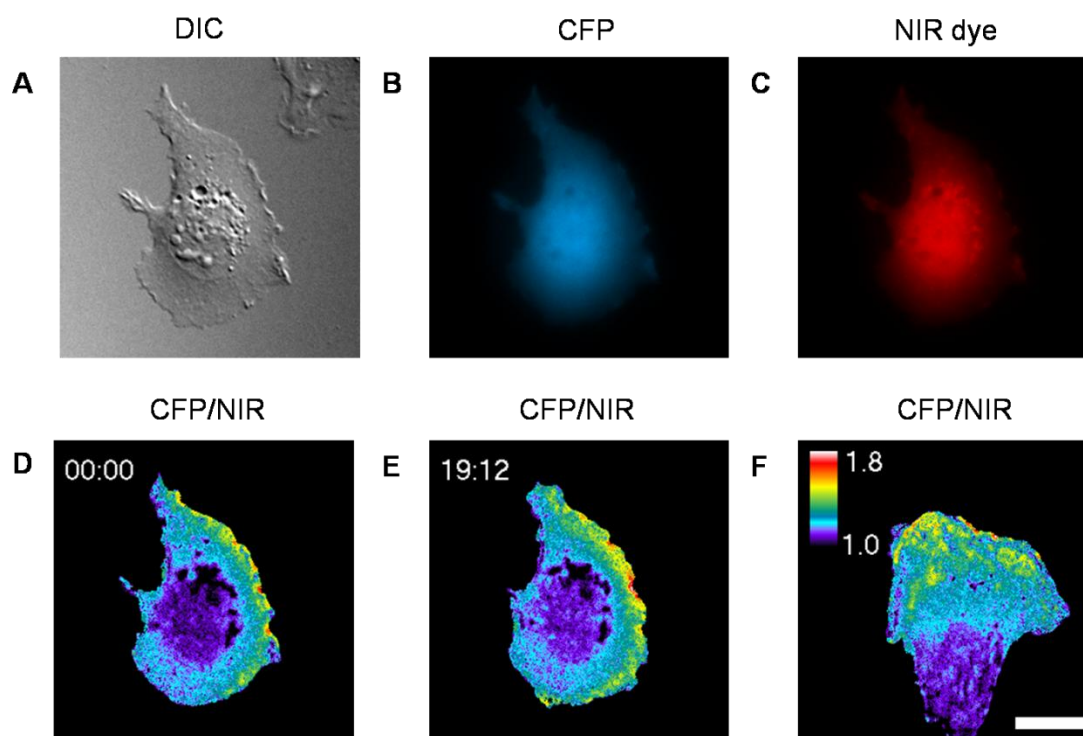 DIC
CFP
NIR dye
A
B
C
CFP/NIR
CFP/NIR
CFP/NIR
D
00:00
E
19:12
F
1.8
1.0